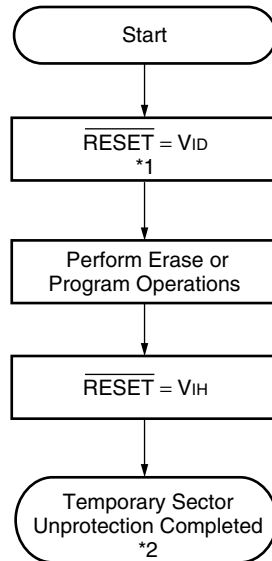 Start
RESET = VID
*1
Perform Erase or
Program Operations
RESET = VIH
Temporary Sector
Unprotection Completed
*2